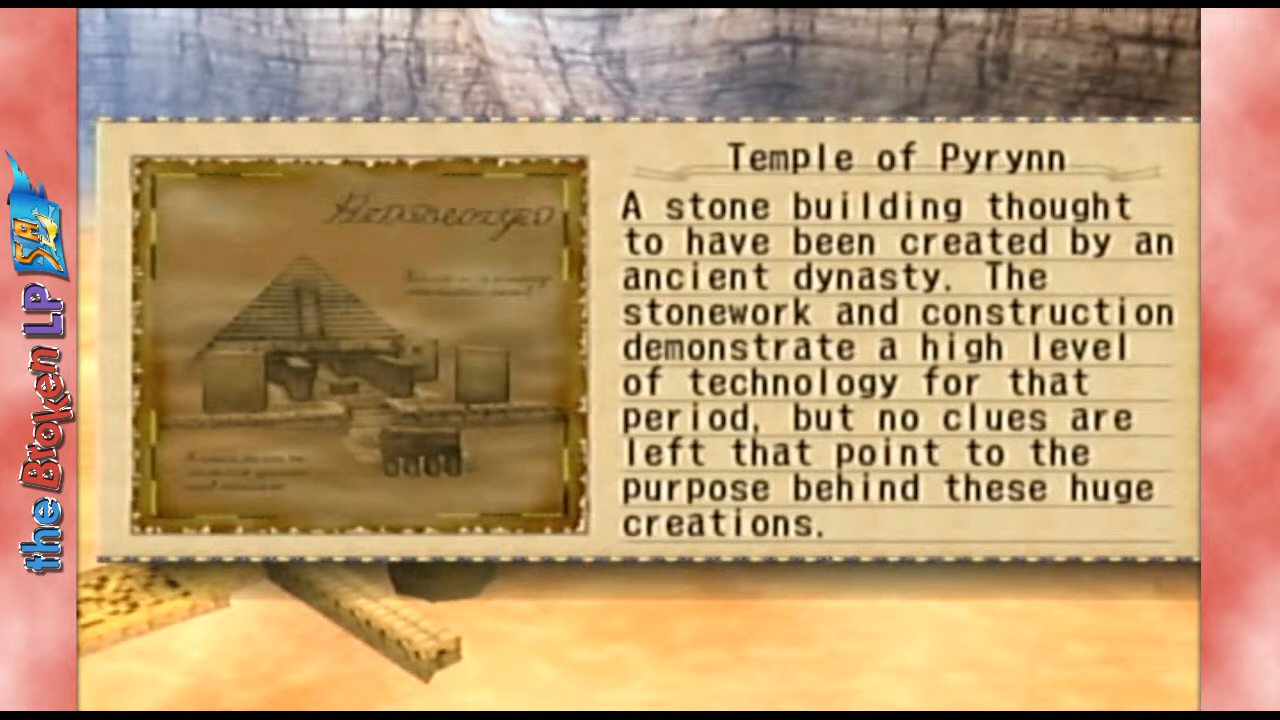 the Broken LP SA
Temple of Pyrynn
A stone building thought
to have been created by an
ancient dynasty. The
stonework and construction
demonstrate a high level
of technology for that
period, but no clues are
left that point to the
purpose behind these huge
creations.